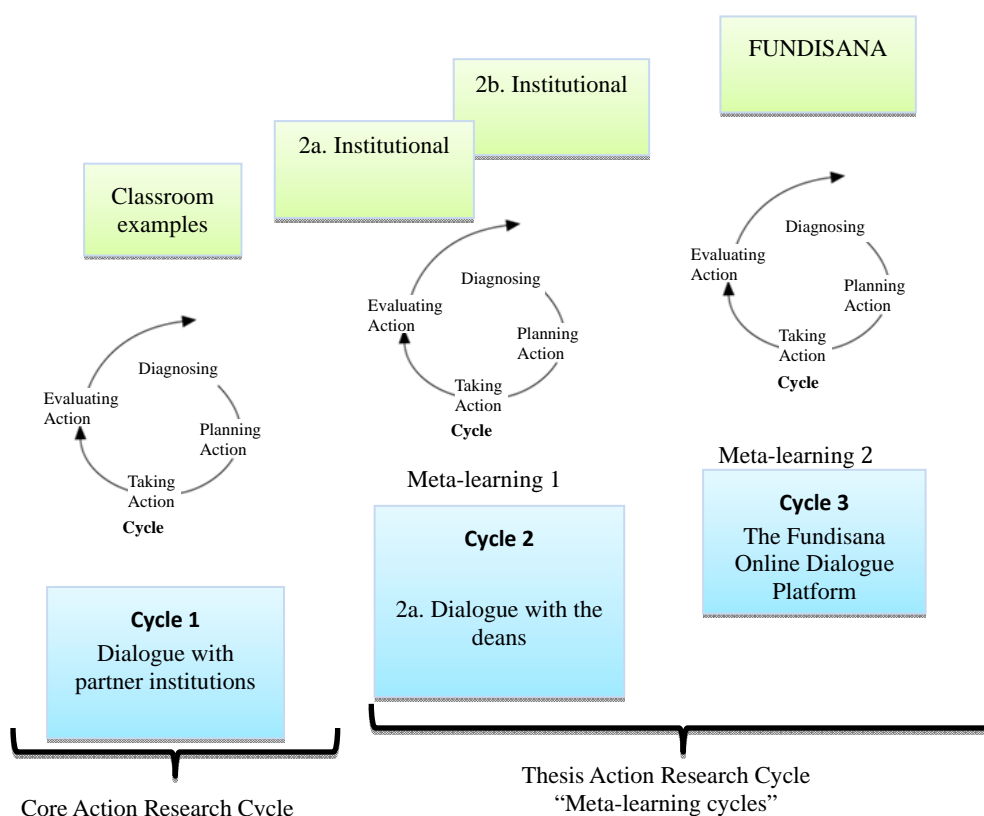 FUNDISANA
2b. Institutional
2a. Institutional
Classroom
examples
Diagnosing
Planning
Action
Taking
Action
Evaluating
Action
Cycle
Diagnosing
Planning
Action
Taking
Action
Evaluating
Action
Cycle
Diagnosing
Planning
Action
Taking
Action
Evaluating
Action
Cycle
Meta-learning 1
Meta-learning 2
Cycle 1
Dialogue with
partner institutions
Cycle 2
2a. Dialogue with the
deans
Cycle 3
The Fundisana
Online Dialogue
Platform
Core Action Research Cycle
Thesis Action Research Cycle
“Meta-learning cycles”